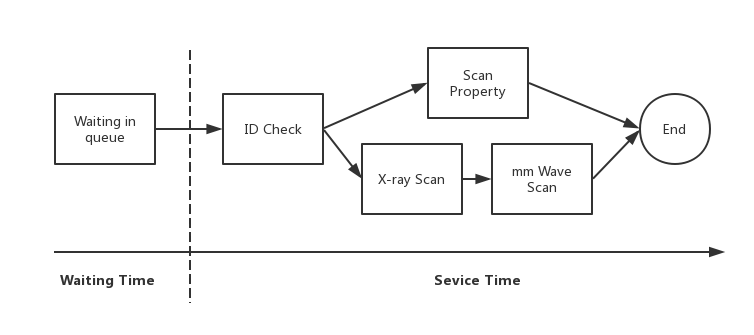 Scan
Property
Waiting in
queue
ID Check
End
X-ray Scan
mm Wave
Scan
Waiting Time
Sevice Time